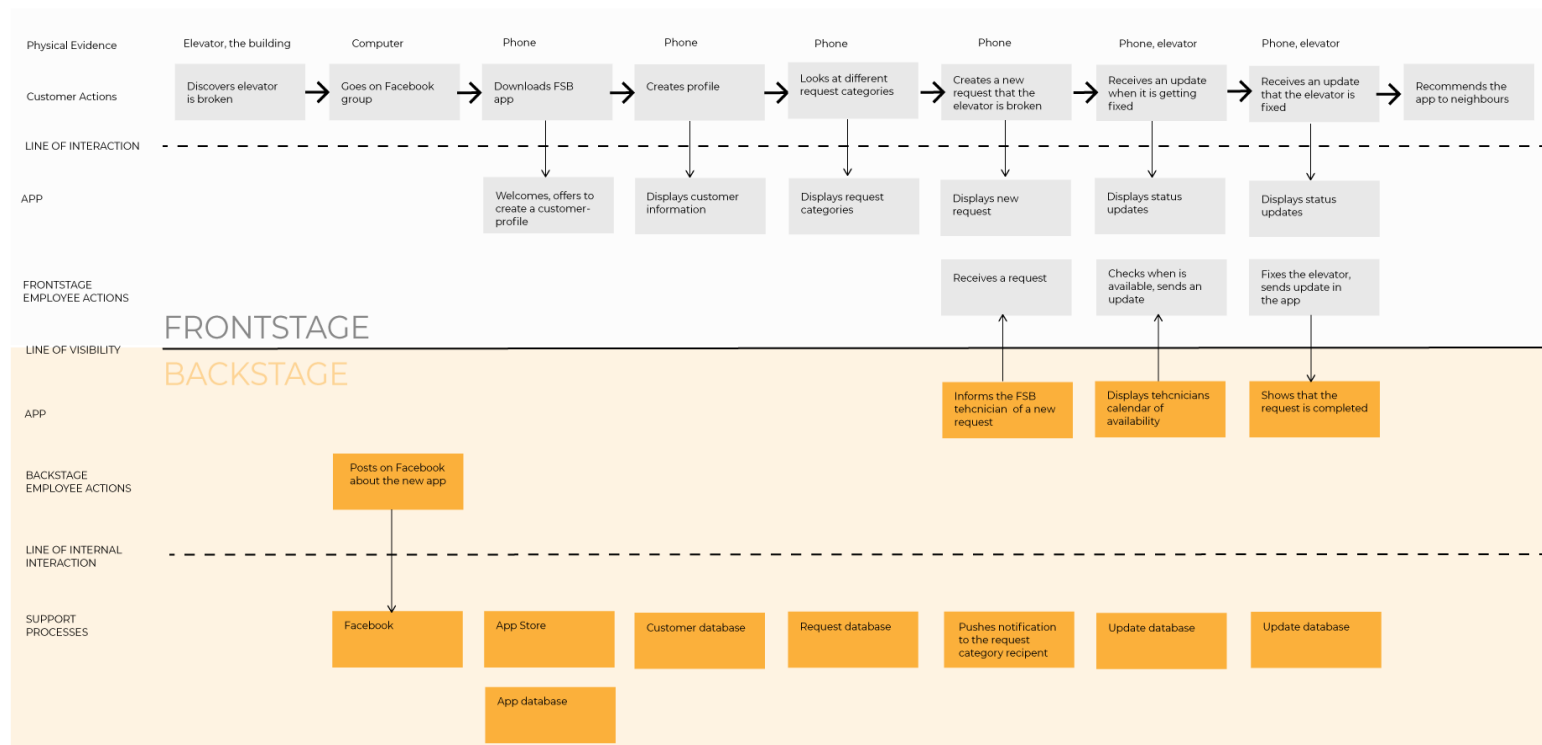 Physical Evidence
Elevator, the building
Computer
Phone
Phone
Phone
Phone
Phone, elevator
Phone, elevator
Customer Actions
Discovers elevator
is broken
Goes on Facebook
group
Downloads FSB
app
Creates profile
Looks at different
request categories
Creates a new
request that the
elevator is broken
Receives an update
when it is getting
fixed
Receives an update
that the elevator is
fixed
Recommends the
app to neighbours
LINE OF INTERACTION
APP
Welcomes, offers to
create a customer-
profile
Displays customer
information
Displays request
categories
Displays new
request
Displays status
updates
Displays status
updates
FRONTSTAGE
EMPLOYEE ACTIONS
Receives a request
Checks when is
available, sends an
update
Fixes the elevator,
sends update in
the app
FRONTSTAGE
LINE OF VISIBILITY
BACKSTAGE
APP
Informs the FSB
tehcnician of a new
request
Displays tehcnicians
calendar of
availability
Shows that the
request is completed
BACKSTAGE
EMPLOYEE ACTIONS
Posts on Facebook
about the new app
LINE OF INTERNAL
INTERACTION
SUPPORT
PROCESSES
Facebook
App Store
Customer database
Request database
Pushes notification
to the request
category recipent
Update database
Update database
App database